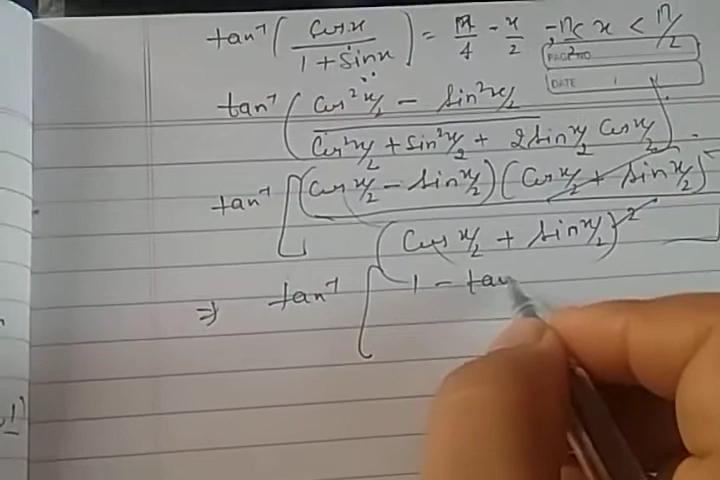 tan⁻¹ ( cos x / 1 + sin x ) = π/4 - x/2 , -π/2 < x < π/2
PAGE NO
DATE
tan⁻¹ ( cos² x/2 - sin² x/2 / cos² x/2 + sin² x/2 + 2 sin x/2 cos x/2 ) .
tan⁻¹ [ (cos x/2 - sin x/2) (cos x/2 + sin x/2) / (cos x/2 + sin x/2)² ]
⇒ tan⁻¹ [ 1 - tan